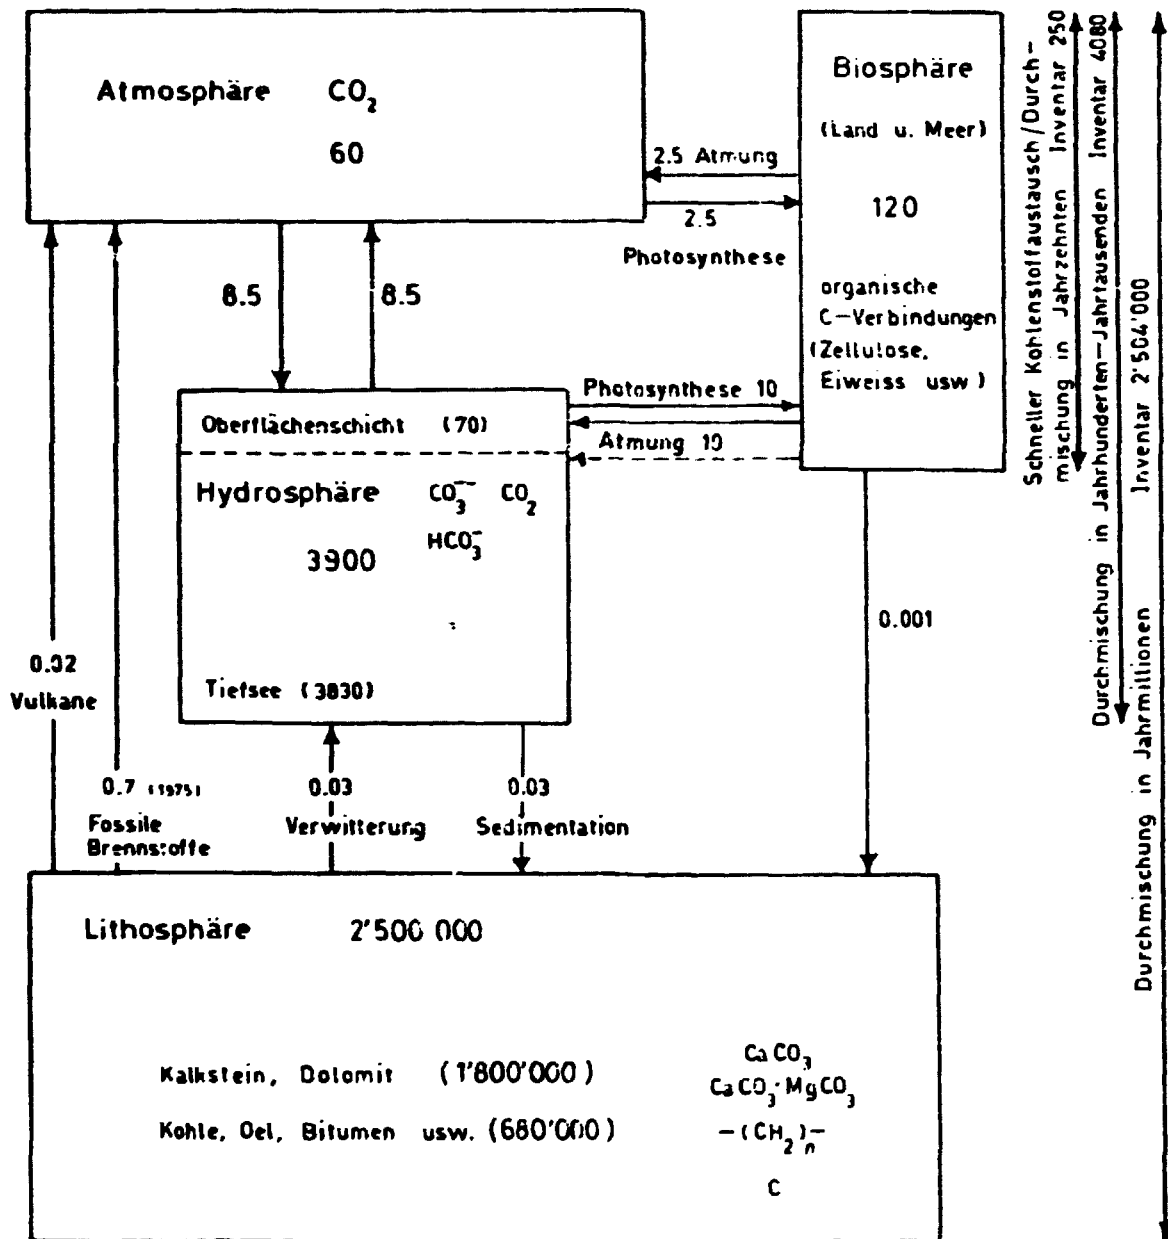 Atmosphäre CO₂
60
Biosphäre
(Land u. Meer)
120
organische
C–Verbindungen
(Zellulose,
Eiweiss usw)
2.5 Atmung
2.5
Photosynthese
8.5
8.5
Photosynthese 10
Atmung 10
Oberflächenschicht (70)
Hydrosphäre CO₃⁻⁻ CO₂
HCO₃⁻
3900
Tiefsee (3830)
0.02
Vulkane
0.7 (1975)
Fossile
Brennstoffe
0.03
Verwitterung
0.03
Sedimentation
0.001
Lithosphäre 2'500 000
Kalkstein, Dolomit (1'800'000)
Kohle, Oel, Bitumen usw. (680'000)
CaCO₃
CaCO₃·MgCO₃
–(CH₂)ₙ–
C
Schneller Kohlenstoffaustausch/Durch–
mischung in Jahrzehnten Inventar 250
Durchmischung in Jahrhunderten–Jahrtausenden Inventar 4080
Durchmischung in Jahrmillionen Inventar 2'504'000